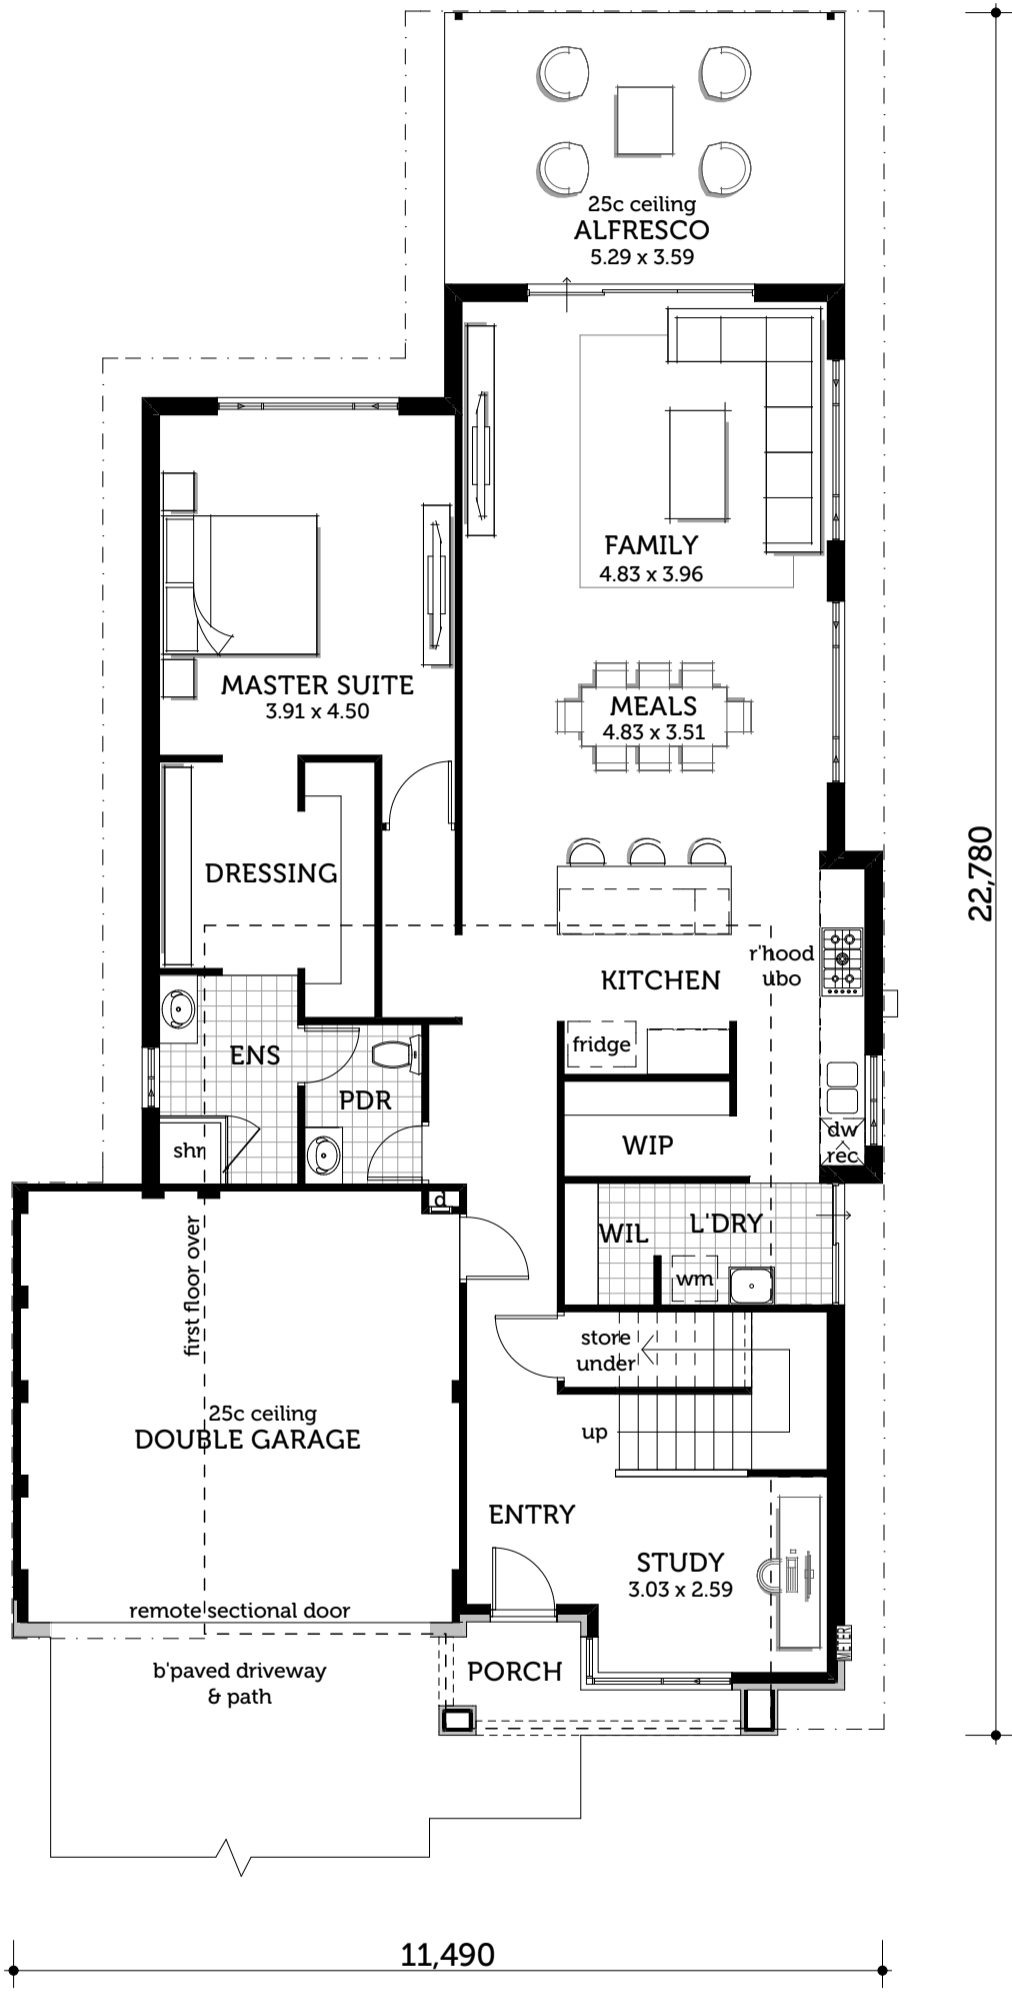 25c ceiling
ALFRESCO
5.29 x 3.59
FAMILY
4.83 x 3.96
MASTER SUITE
3.91 x 4.50
MEALS
4.83 x 3.51
DRESSING
22,780
r'hood
ubo
KITCHEN
fridge
ENS
PDR
WIP
dw
rec
shr
d
WIL
L'DRY
wm
first floor over
store
under
up
25c ceiling
DOUBLE GARAGE
ENTRY
STUDY
3.03 x 2.59
remote sectional door
METER
b'paved driveway
& path
PORCH
11,490